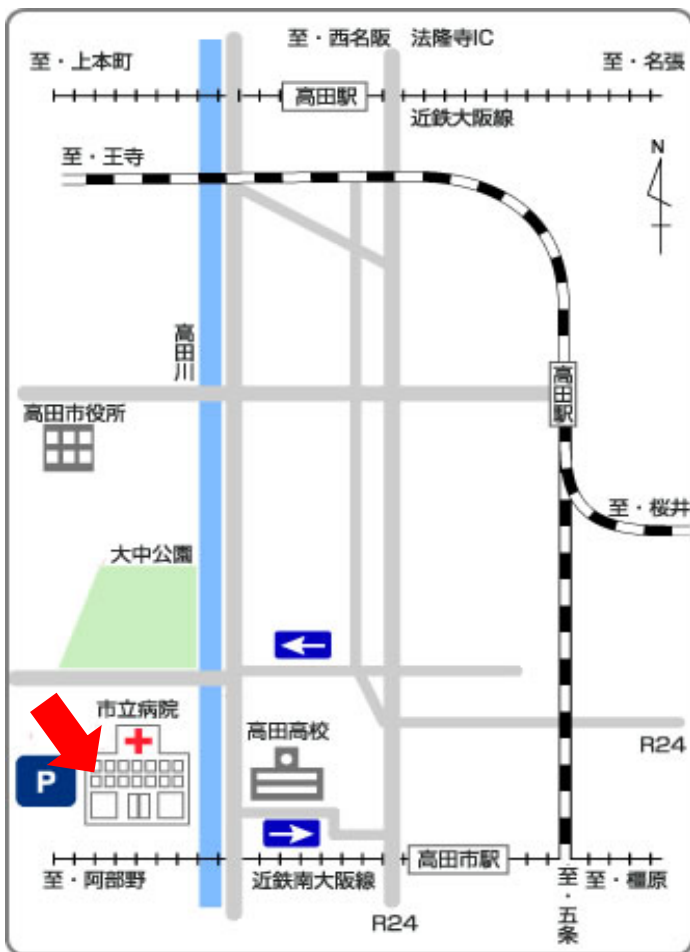 至・西名阪 法隆寺IC
至・上本町
至・名張
高田駅
近鉄大阪線
至・王寺
N
高田川
高田駅
高田市役所
至・桜井
大中公園
市立病院
高田高校
R24
P
高田市駅
至・阿部野
近鉄南大阪線
至・五条
至・橿原
R24